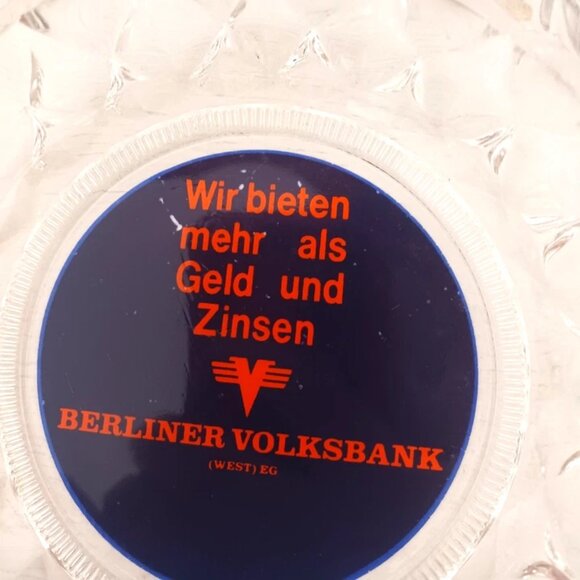 Wir bieten
mehr als
Geld und
Zinsen
BERLINER VOLKSBANK
(WEST) EG